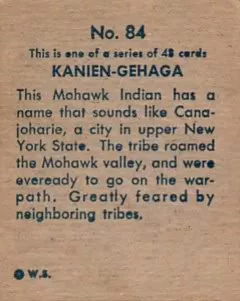 No. 84
This is one of a series of 48 cards
KANIEN-GEHAGA
This Mohawk Indian has a
name that sounds like Cana-
joharie, a city in upper New
York State. The tribe roamed
the Mohawk valley, and were
eveready to go on the war-
path. Greatly feared by
neighboring tribes.
W.S.